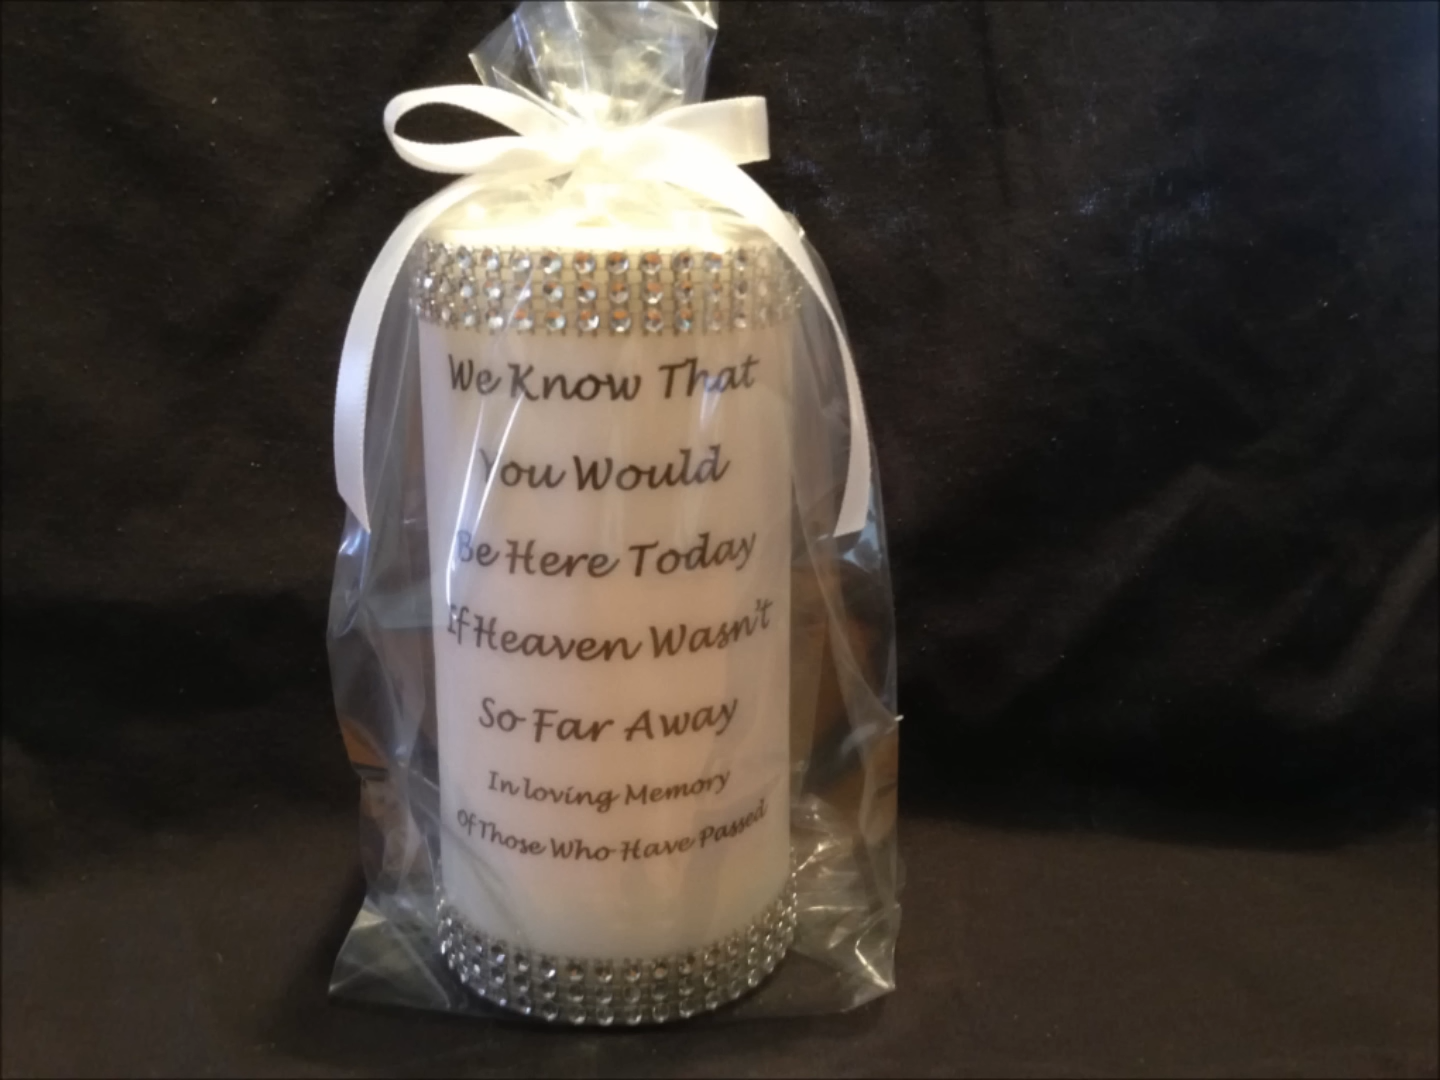 We Know That
You Would
Be Here Today
If Heaven Wasn't
So Far Away
In loving Memory
Of Those Who Have Passed